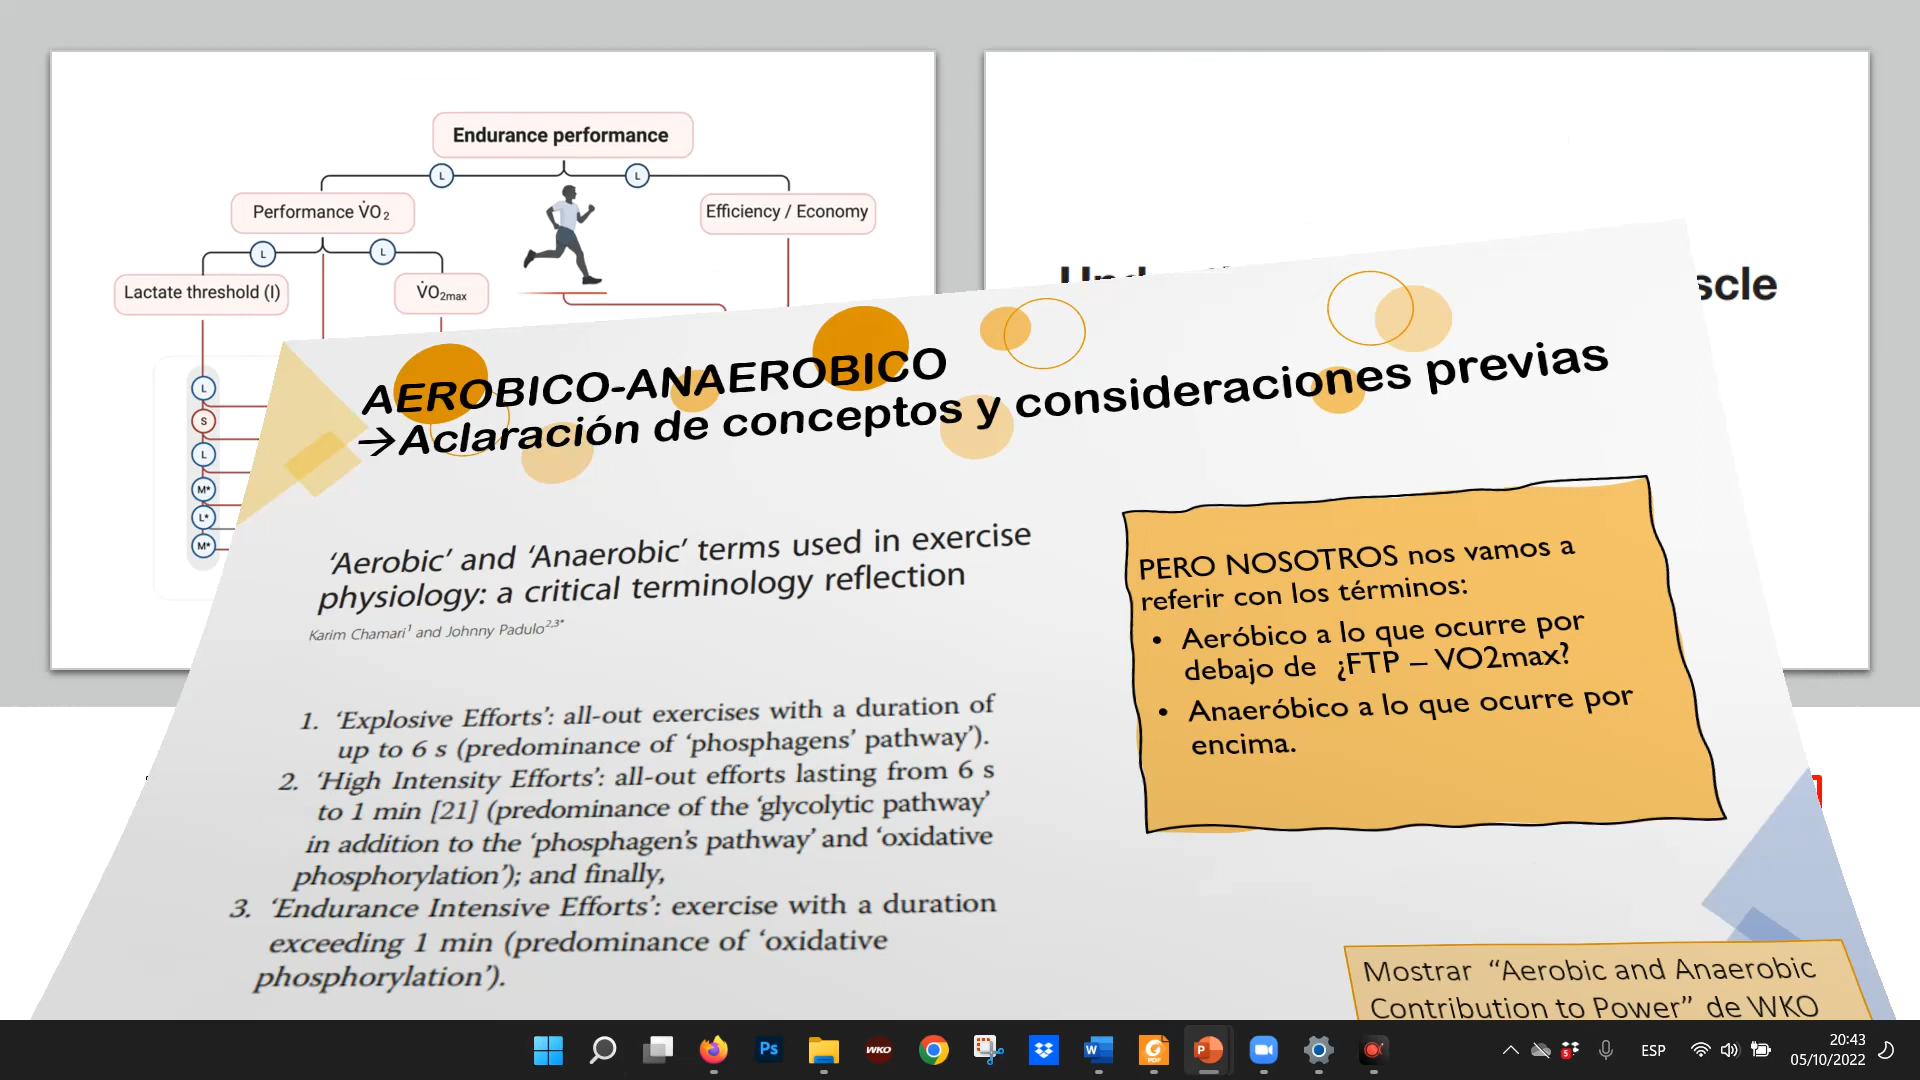 Endurance performance
L
L
Performance V̇O2
Efficiency / Economy
L
L
Lactate threshold (I)
V̇O2max
L
S
L
M*
L*
M*
scle
AEROBICO-ANAEROBICO
→Aclaración de conceptos y consideraciones previas
‘Aerobic’ and ‘Anaerobic’ terms used in exercise
physiology: a critical terminology reflection
Karim Chamari1 and Johnny Padulo2,3*
1. ‘Explosive Efforts’: all-out exercises with a duration of
up to 6 s (predominance of ‘phosphagens’ pathway’).
2. ‘High Intensity Efforts’: all-out efforts lasting from 6 s
to 1 min [21] (predominance of the ‘glycolytic pathway’
in addition to the ‘phosphagen’s pathway’ and ‘oxidative
phosphorylation’); and finally,
3. ‘Endurance Intensive Efforts’: exercise with a duration
exceeding 1 min (predominance of ‘oxidative
phosphorylation’).
PERO NOSOTROS nos vamos a
referir con los términos:
• Aeróbico a lo que ocurre por
debajo de ¿FTP – VO2max?
• Anaeróbico a lo que ocurre por
encima.
Mostrar “Aerobic and Anaerobic
Contribution to Power” de WKO
Ps
WKO
W
PDF
P
5
ESP
20:43
05/10/2022